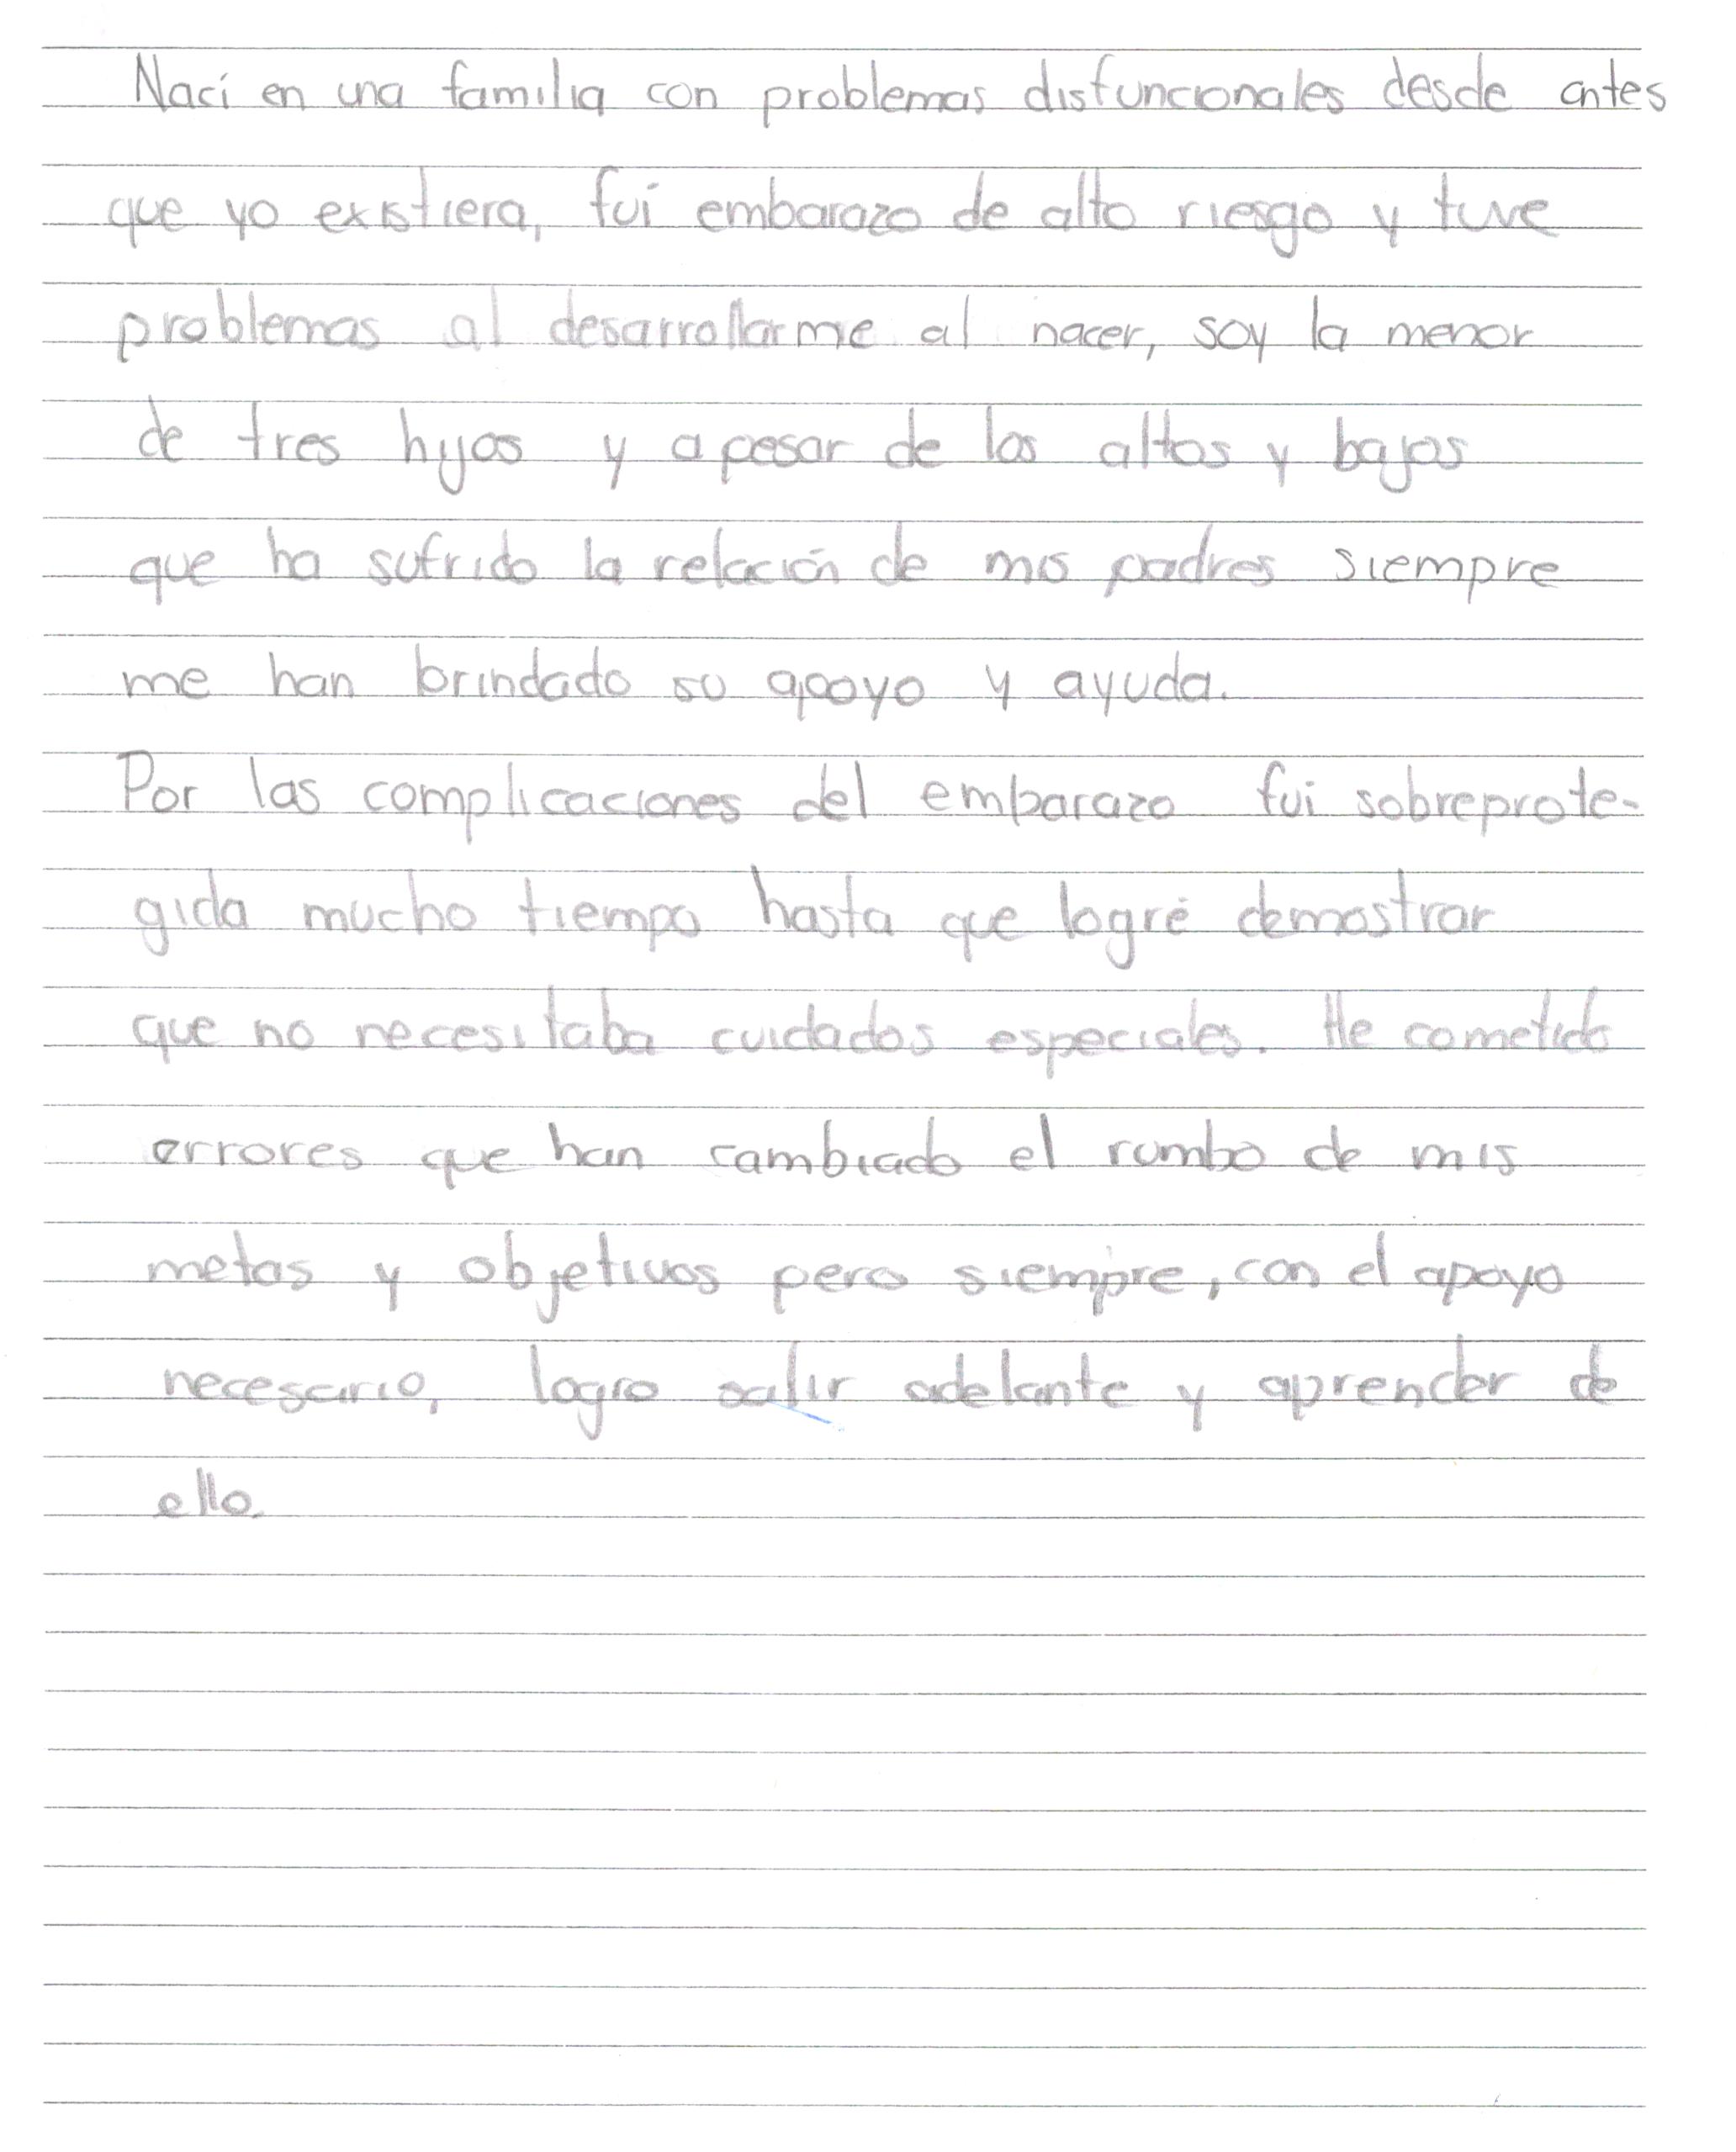 Nací en una familia con problemas disfuncionales desde antes
que yo existiera, fui embarazo de alto riesgo y tuve
problemas al desarrollarme al nacer, soy la menor
de tres hijos y apesar de los altos y bajos
que ha sufrido la relación de mis padres siempre
me han brindado su apoyo y ayuda.
Por las complicaciones del embarazo fui sobreprote-
gida mucho tiempo hasta que logré demostrar
que no necesitaba cuidados especiales. He cometido
errores que han cambiado el rumbo de mis
metas y objetivos pero siempre, con el apoyo
necesario, logro salir adelante y aprender de
ello.